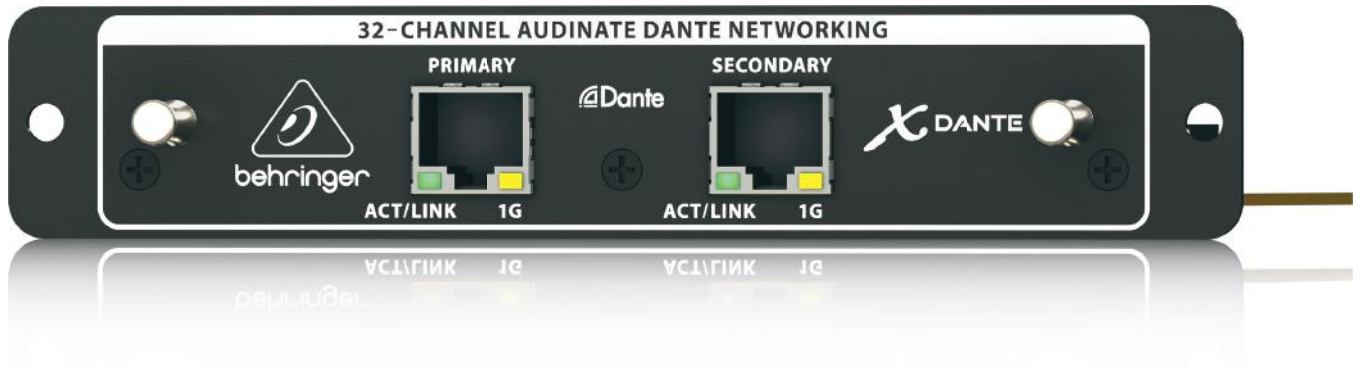 32-CHANNEL AUDINATE DANTE NETWORKING
PRIMARY
SECONDARY
Dante
behringer
X DANTE
ACT/LINK 1G
ACT/LINK 1G